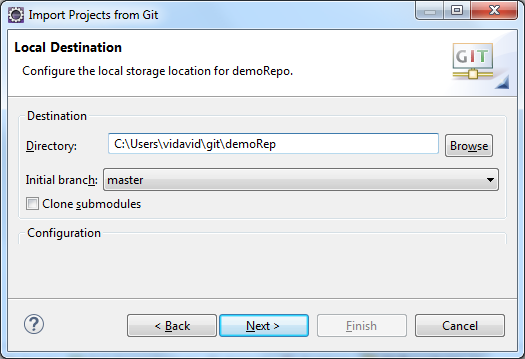 Import Projects from Git
Local Destination
Configure the local storage location for demoRepo.
GIT
Destination
Directory: C:\Users\vidavid\git\demoRep Browse
Initial branch: master
Clone submodules
Configuration
? < Back Next > Finish Cancel